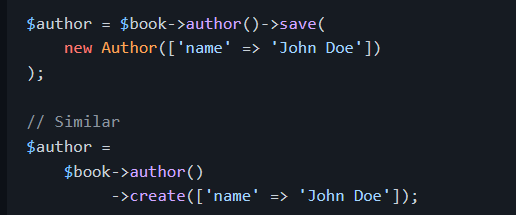 $author = $book->author()->save(
    new Author(['name' => 'John Doe'])
);

// Similar
$author =
    $book->author()
        ->create(['name' => 'John Doe']);